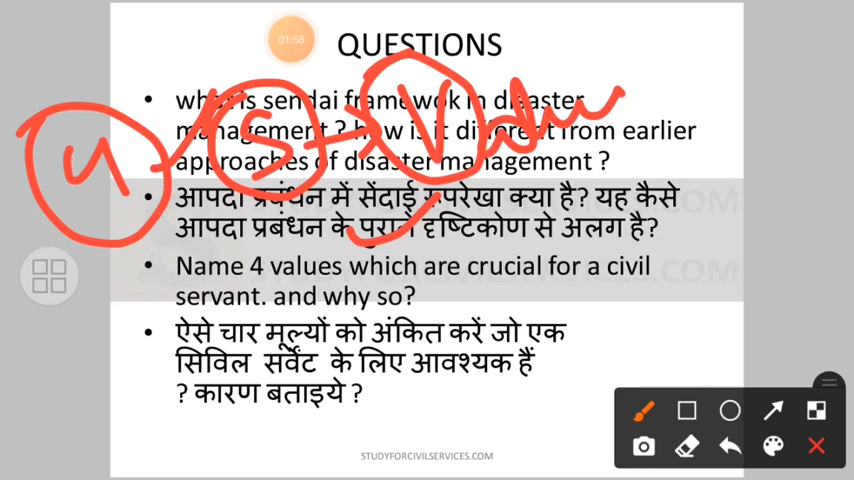 01:58
QUESTIONS
• what is sendai framewok in disaster
management ? how is it different from earlier
approaches of disaster management ?
• आपदा प्रबंधन में सेंदाई रुपरेखा क्या है? यह कैसे
आपदा प्रबंधन के पुराने दृष्टिकोण से अलग है?
• Name 4 values which are crucial for a civil
servant. and why so?
• ऐसे चार मूल्यों को अंकित करें जो एक
सिविल सर्वेंट के लिए आवश्यक हैं
? कारण बताइये ?
STUDYFORCIVILSERVICES.COM